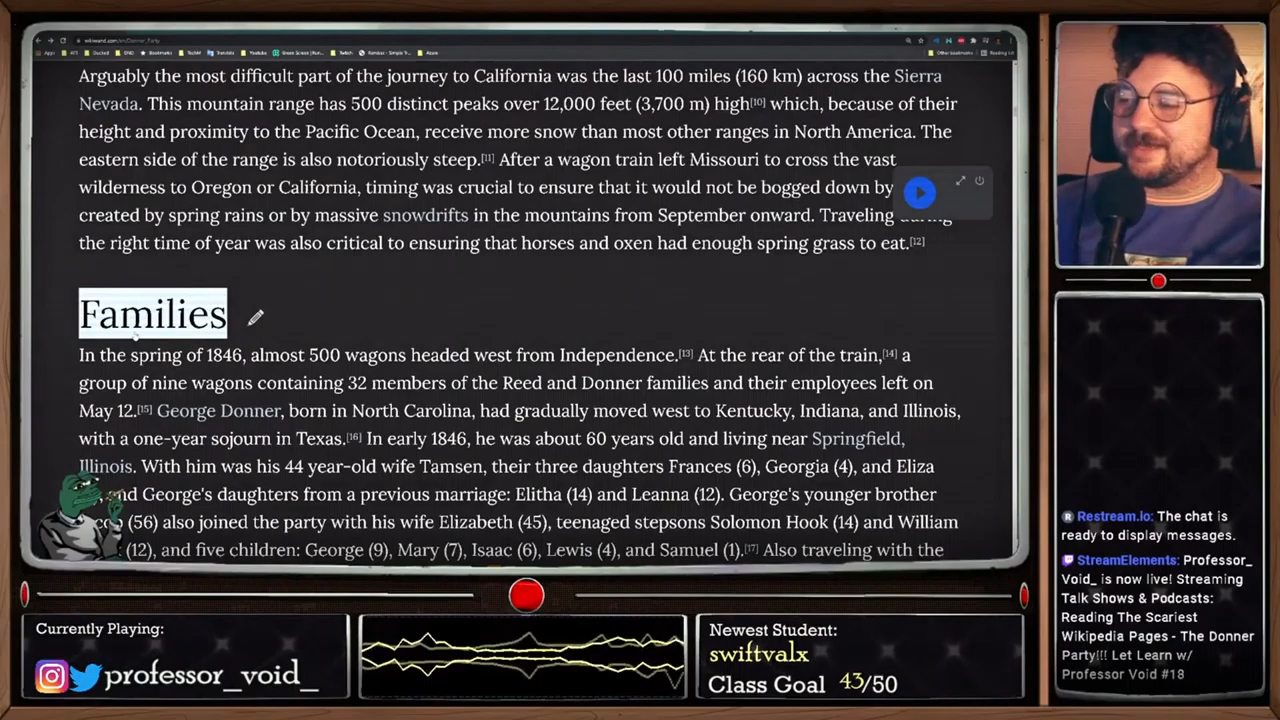 wikiwand.com/en/Donner_Party
Apps
Bookmarks
Translate
Youtube
Twitch
Azure
Other bookmarks
Reading list
Arguably the most difficult part of the journey to California was the last 100 miles (160 km) across the Sierra
Nevada. This mountain range has 500 distinct peaks over 12,000 feet (3,700 m) high[10] which, because of their
height and proximity to the Pacific Ocean, receive more snow than most other ranges in North America. The
eastern side of the range is also notoriously steep.[11] After a wagon train left Missouri to cross the vast
wilderness to Oregon or California, timing was crucial to ensure that it would not be bogged down by
created by spring rains or by massive snowdrifts in the mountains from September onward. Traveling during
the right time of year was also critical to ensuring that horses and oxen had enough spring grass to eat.[12]
Families
In the spring of 1846, almost 500 wagons headed west from Independence.[13] At the rear of the train,[14] a
group of nine wagons containing 32 members of the Reed and Donner families and their employees left on
May 12.[15] George Donner, born in North Carolina, had gradually moved west to Kentucky, Indiana, and Illinois,
with a one-year sojourn in Texas.[16] In early 1846, he was about 60 years old and living near Springfield,
Illinois. With him was his 44 year-old wife Tamsen, their three daughters Frances (6), Georgia (4), and Eliza
and George's daughters from a previous marriage: Elitha (14) and Leanna (12). George's younger brother
(56) also joined the party with his wife Elizabeth (45), teenaged stepsons Solomon Hook (14) and William
(12), and five children: George (9), Mary (7), Isaac (6), Lewis (4), and Samuel (1).[17] Also traveling with the
Restream.io: The chat is
ready to display messages.
StreamElements: Professor_
Void_ is now live! Streaming
Talk Shows & Podcasts:
Reading The Scariest
Wikipedia Pages - The Donner
Party!!! Let Learn w/
Professor Void #18
Currently Playing:
professor_void_
Newest Student:
swiftvalx
Class Goal 43/50